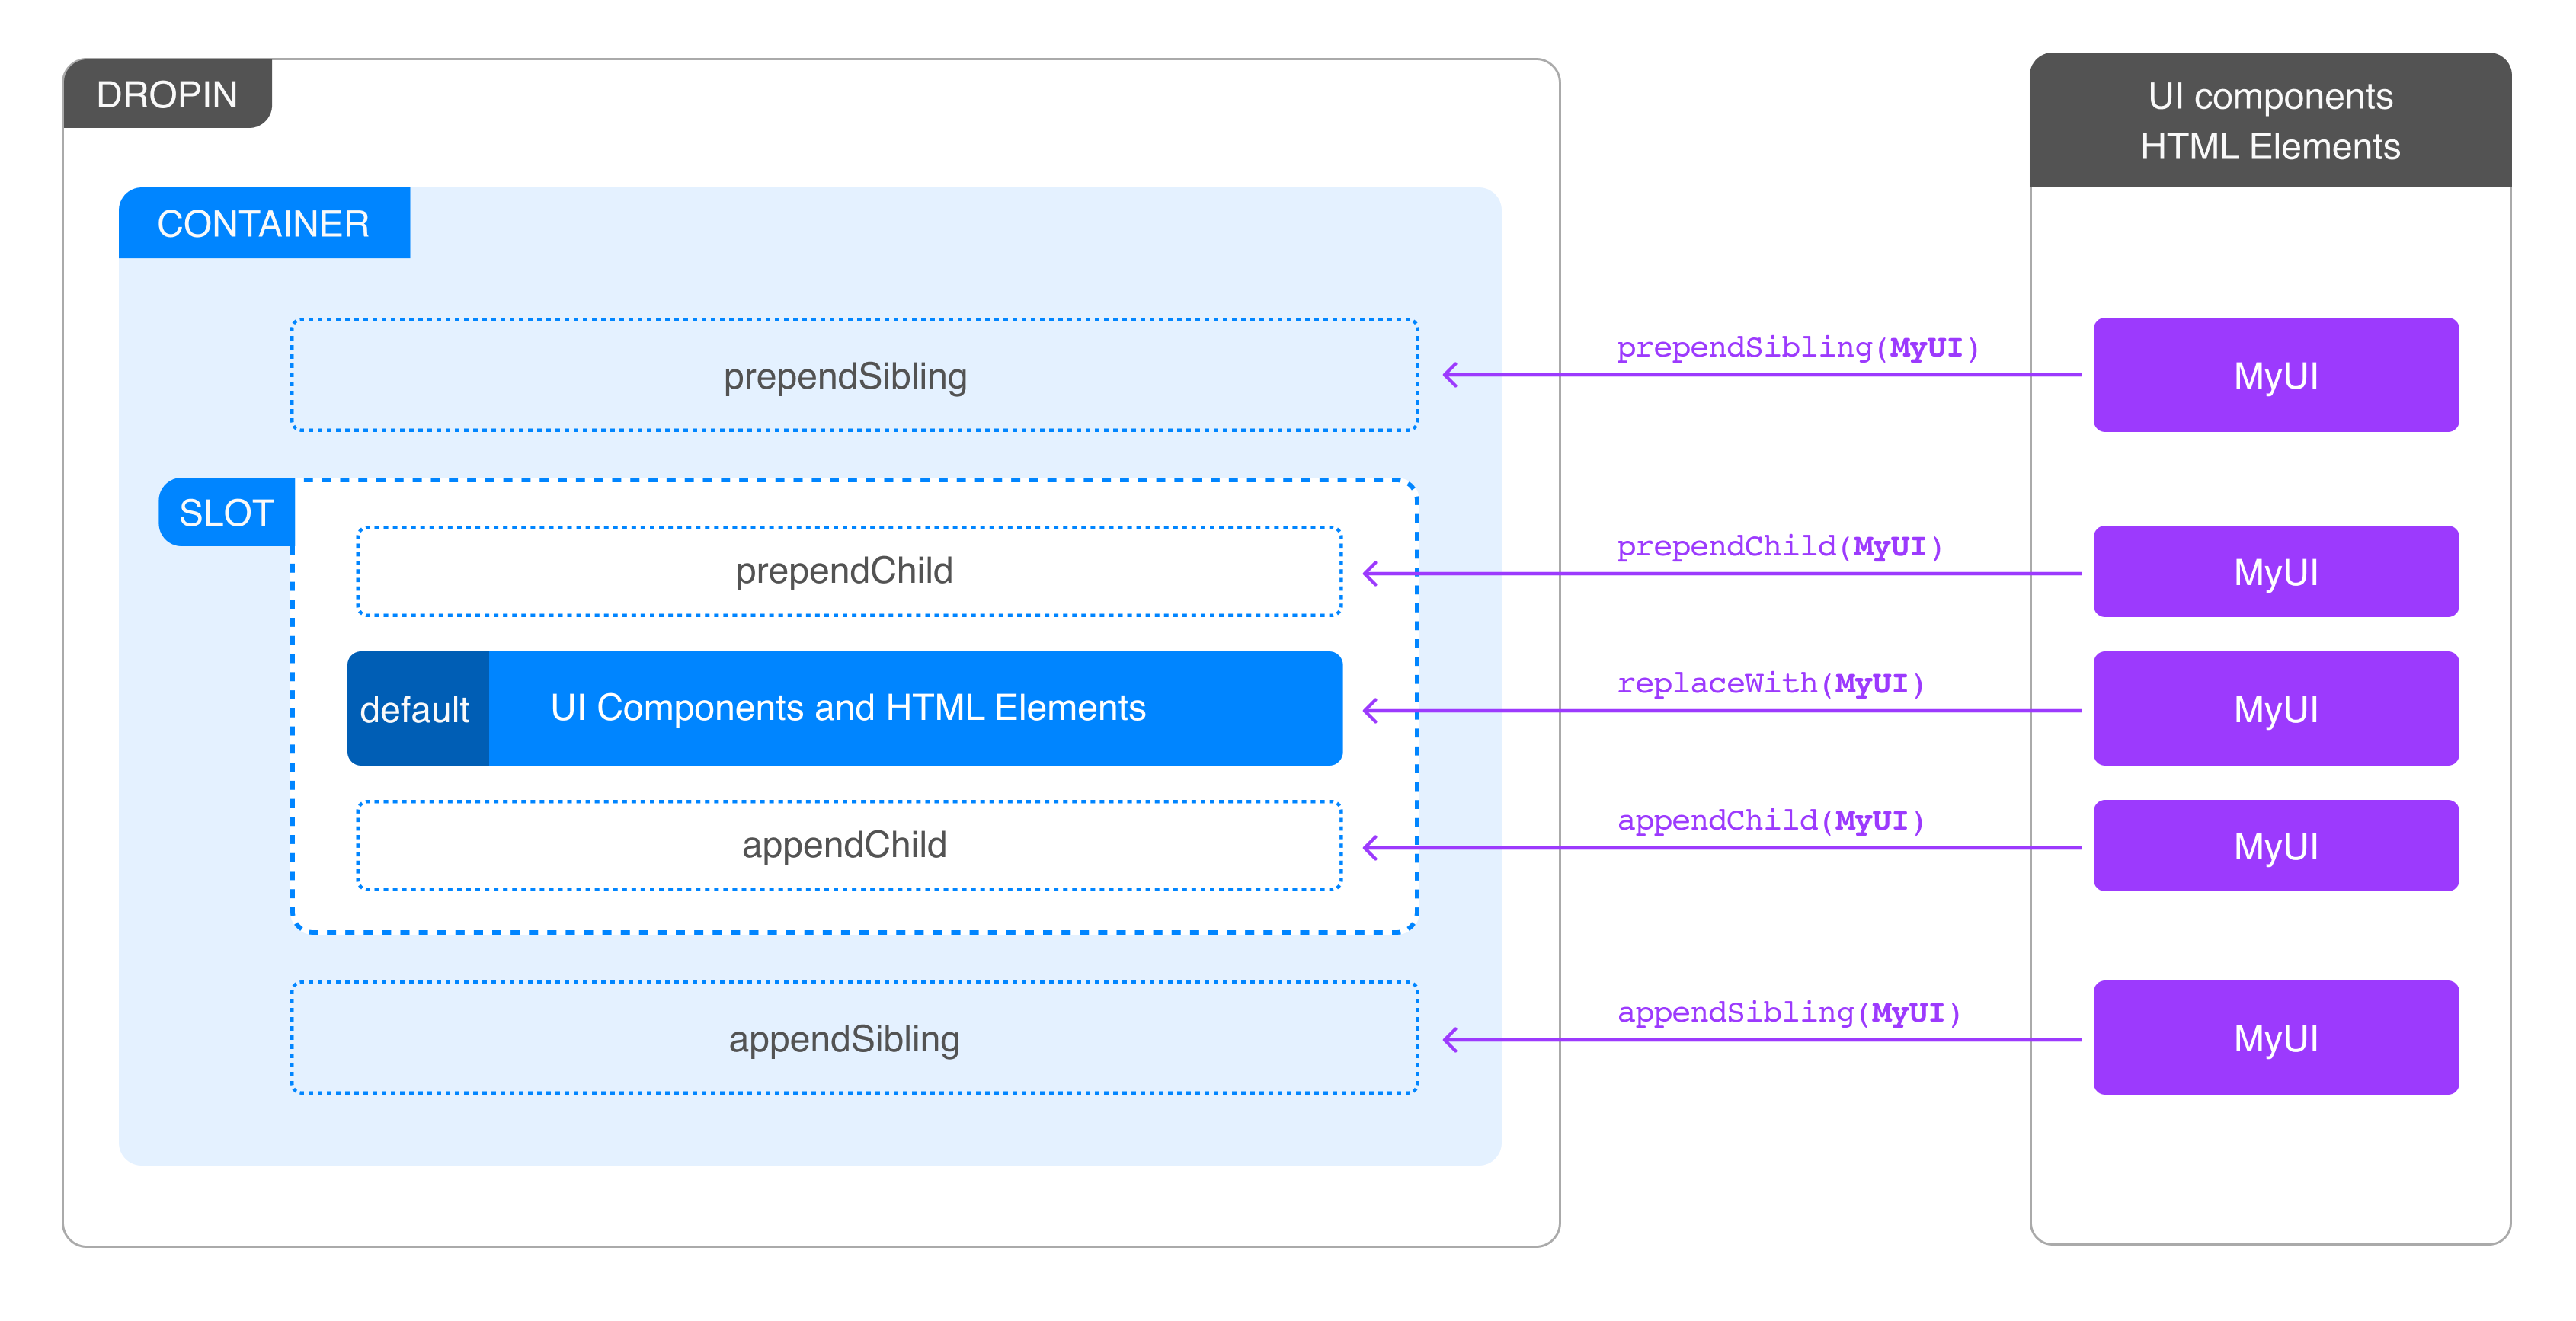 DROPIN
UI components
HTML Elements
CONTAINER
prependSibling
prependSibling(MyUI)
MyUI
SLOT
prependChild
prependChild(MyUI)
MyUI
default
UI Components and HTML Elements
replaceWith(MyUI)
MyUI
appendChild
appendChild(MyUI)
MyUI
appendSibling
appendSibling(MyUI)
MyUI